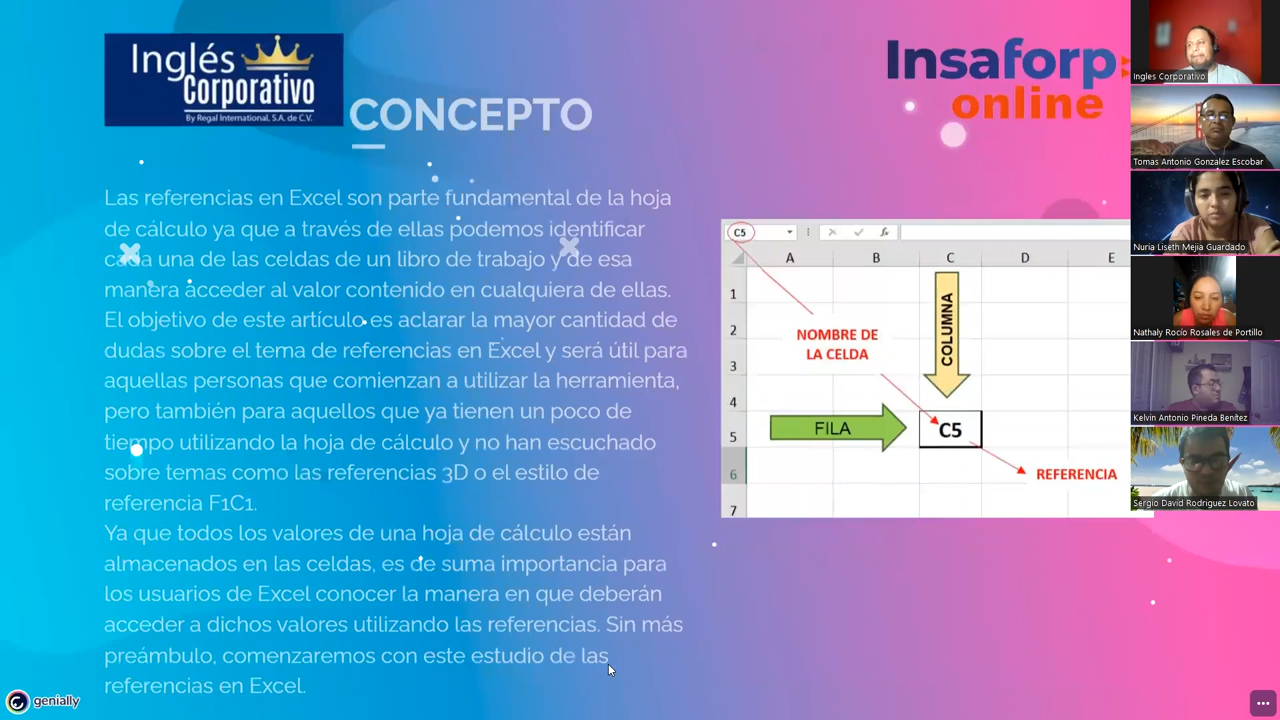 Inglés
Corporativo
By Regal International, S.A. de C.V.
CONCEPTO
Insaforp
online
Las referencias en Excel son parte fundamental de la hoja
de cálculo ya que a través de ellas podemos identificar
cada una de las celdas de un libro de trabajo y de esa
manera acceder al valor contenido en cualquiera de ellas.
El objetivo de este artículo es aclarar la mayor cantidad de
dudas sobre el tema de referencias en Excel y será útil para
aquellas personas que comienzan a utilizar la herramienta,
pero también para aquellos que ya tienen un poco de
tiempo utilizando la hoja de cálculo y no han escuchado
sobre temas como las referencias 3D o el estilo de
referencia F1C1.
Ya que todos los valores de una hoja de cálculo están
almacenados en las celdas, es de suma importancia para
los usuarios de Excel conocer la manera en que deberán
acceder a dichos valores utilizando las referencias. Sin más
preámbulo, comenzaremos con este estudio de las
referencias en Excel.
C5
fx
A B C D E
1
2
3
4
5
6
7
NOMBRE DE
LA CELDA
COLUMNA
FILA
C5
REFERENCIA
Ingles Corporativo
Tomas Antonio Gonzalez Escobar
Nuria Liseth Mejia Guardado
Nathaly Rocío Rosales de Portillo
Kelvin Antonio Pineda Benítez
Sergio David Rodriguez Lovato
genially